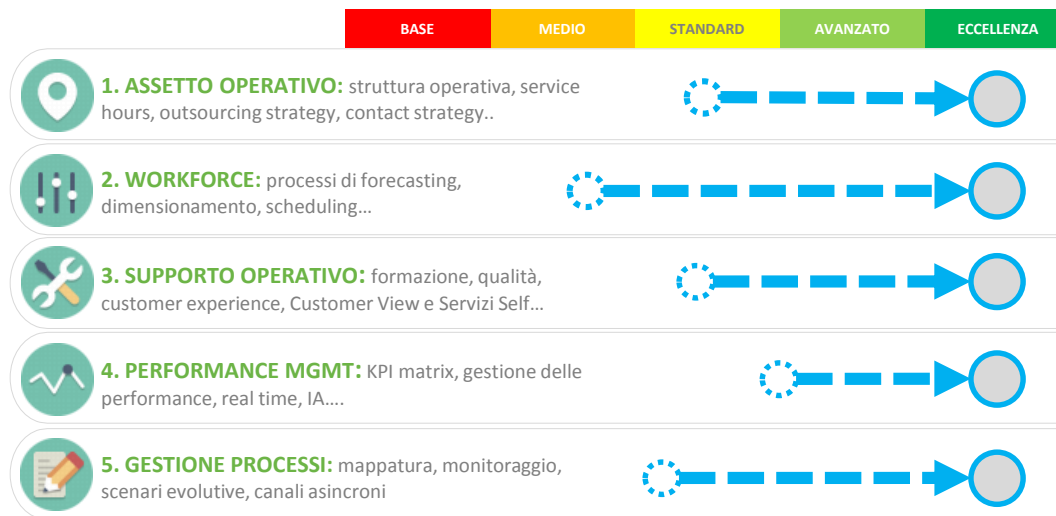 BASE MEDIO STANDARD AVANZATO ECCELLENZA
1. ASSETTO OPERATIVO: struttura operativa, service
hours, outsourcing strategy, contact strategy..
2. WORKFORCE: processi di forecasting,
dimensionamento, scheduling…
3. SUPPORTO OPERATIVO: formazione, qualità,
customer experience, Customer View e Servizi Self…
4. PERFORMANCE MGMT: KPI matrix, gestione delle
performance, real time, IA….
5. GESTIONE PROCESSI: mappatura, monitoraggio,
scenari evolutive, canali asincroni